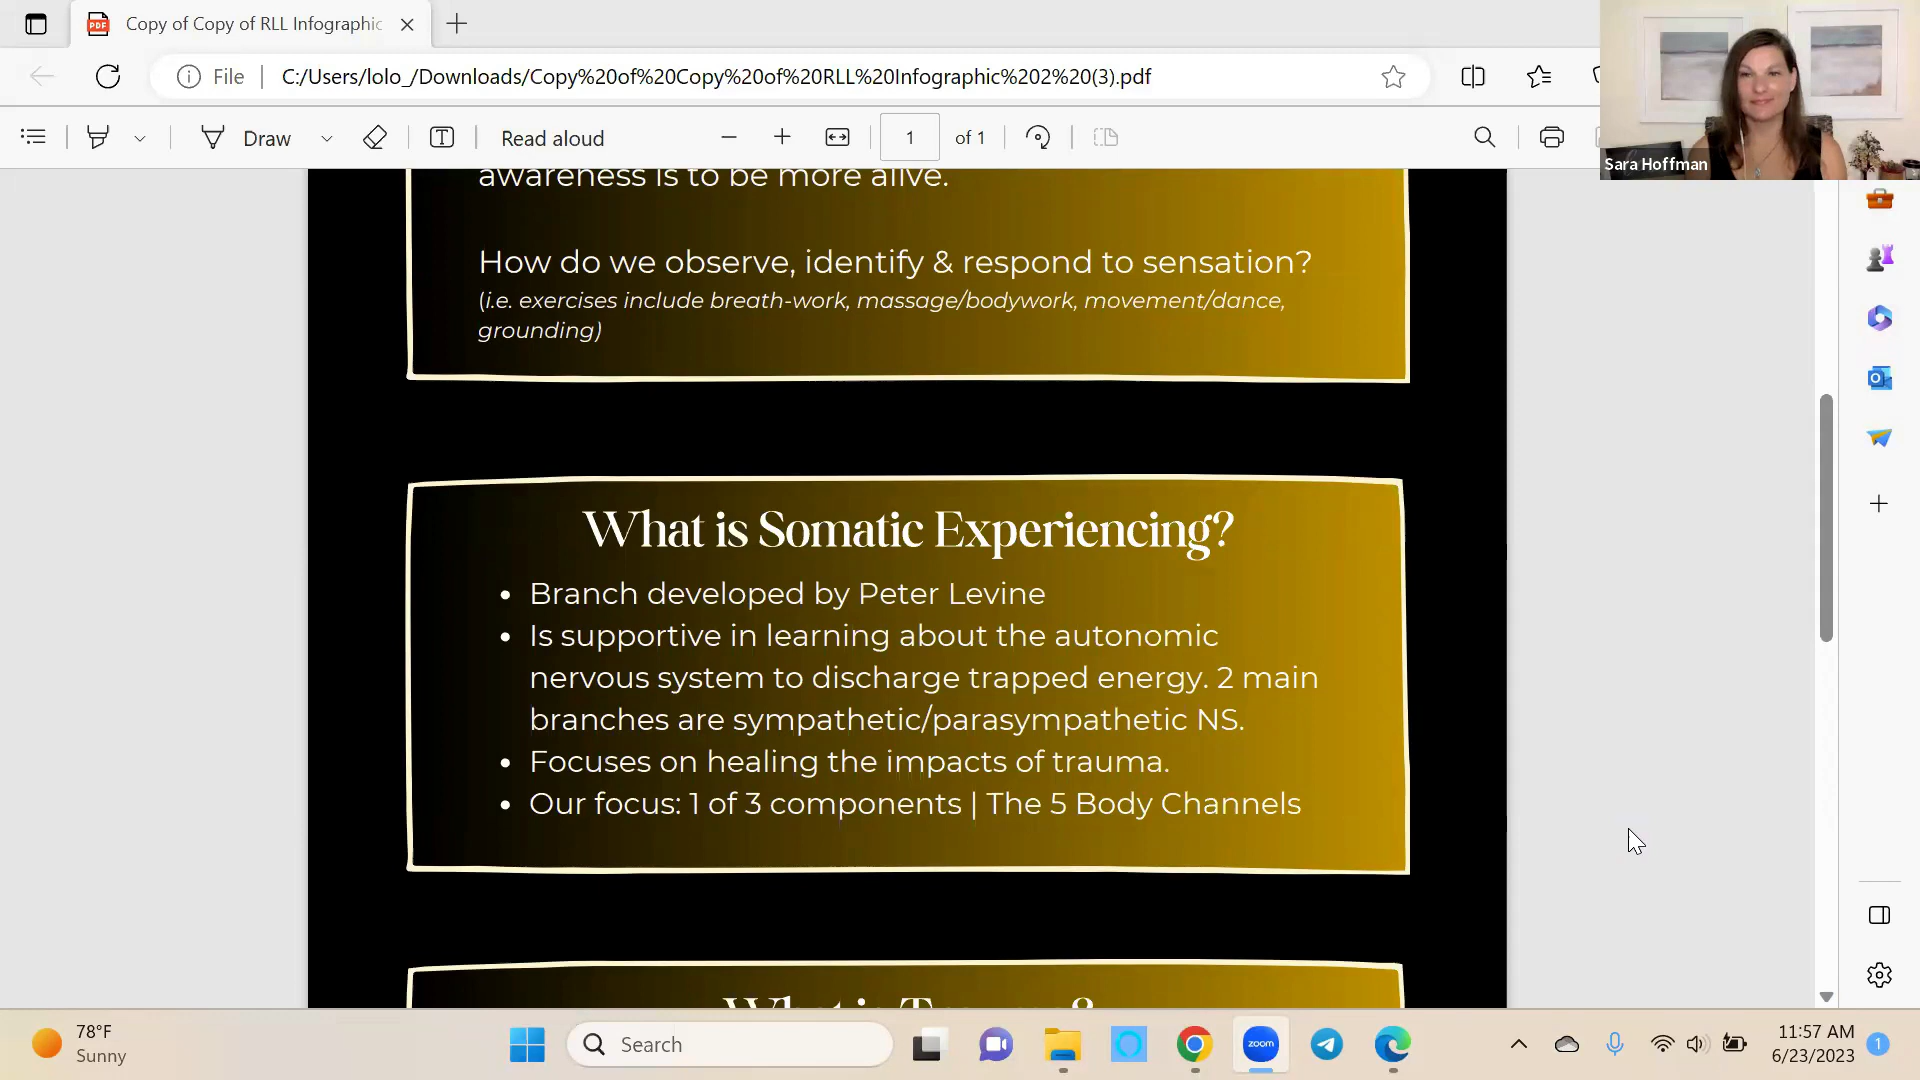 Copy of Copy of RLL Infographic
File
C:/Users/lolo_/Downloads/Copy%20of%20Copy%20of%20RLL%20Infographic%202%20(3).pdf
Draw
Read aloud
1
of 1
Sara Hoffman
awareness is to be more alive.
How do we observe, identify & respond to sensation?
(i.e. exercises include breath-work, massage/bodywork, movement/dance,
grounding)
What is Somatic Experiencing?
• Branch developed by Peter Levine
• Is supportive in learning about the autonomic
nervous system to discharge trapped energy. 2 main
branches are sympathetic/parasympathetic NS.
• Focuses on healing the impacts of trauma.
• Our focus: 1 of 3 components | The 5 Body Channels
What is Trauma?
78°F
Sunny
Search
zoom
11:57 AM
6/23/2023
1